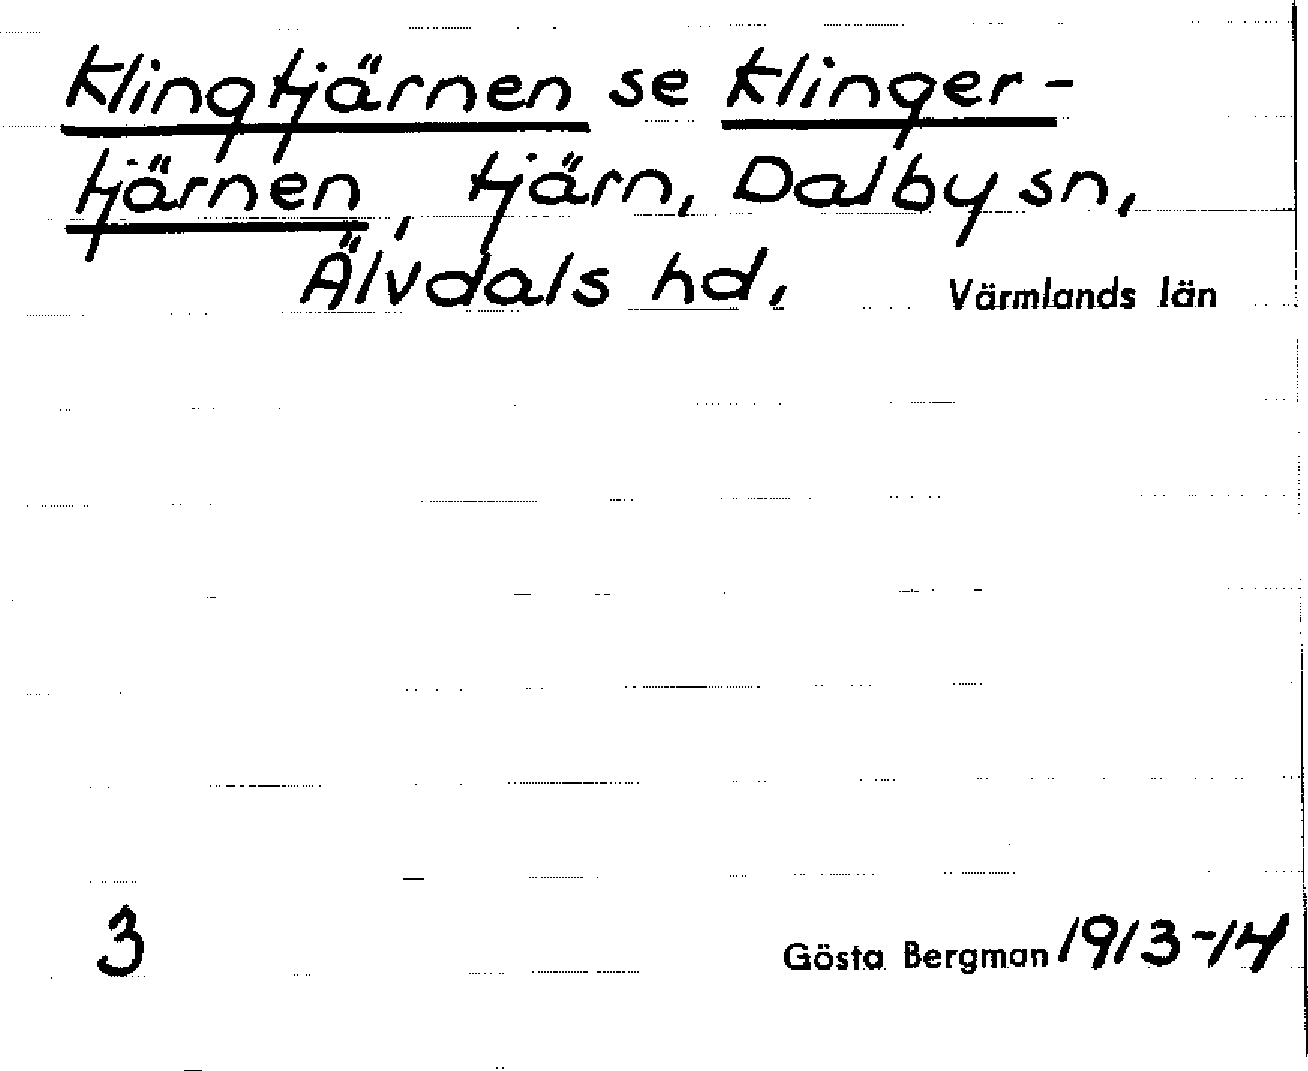 Klingtjärnen se Klinger-
tjärnen, tjärn, Dalby sn,
Älvdals hd, Värmlands län
3 Gösta Bergman 1913-14